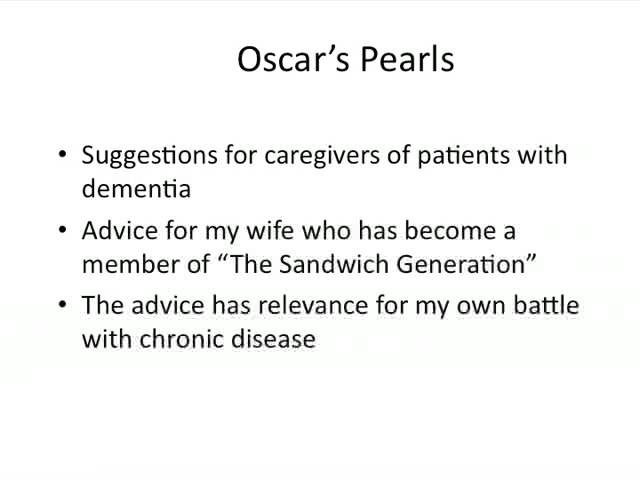 Oscar’s Pearls
• Suggestions for caregivers of patients with
dementia
• Advice for my wife who has become a
member of “The Sandwich Generation”
• The advice has relevance for my own battle
with chronic disease